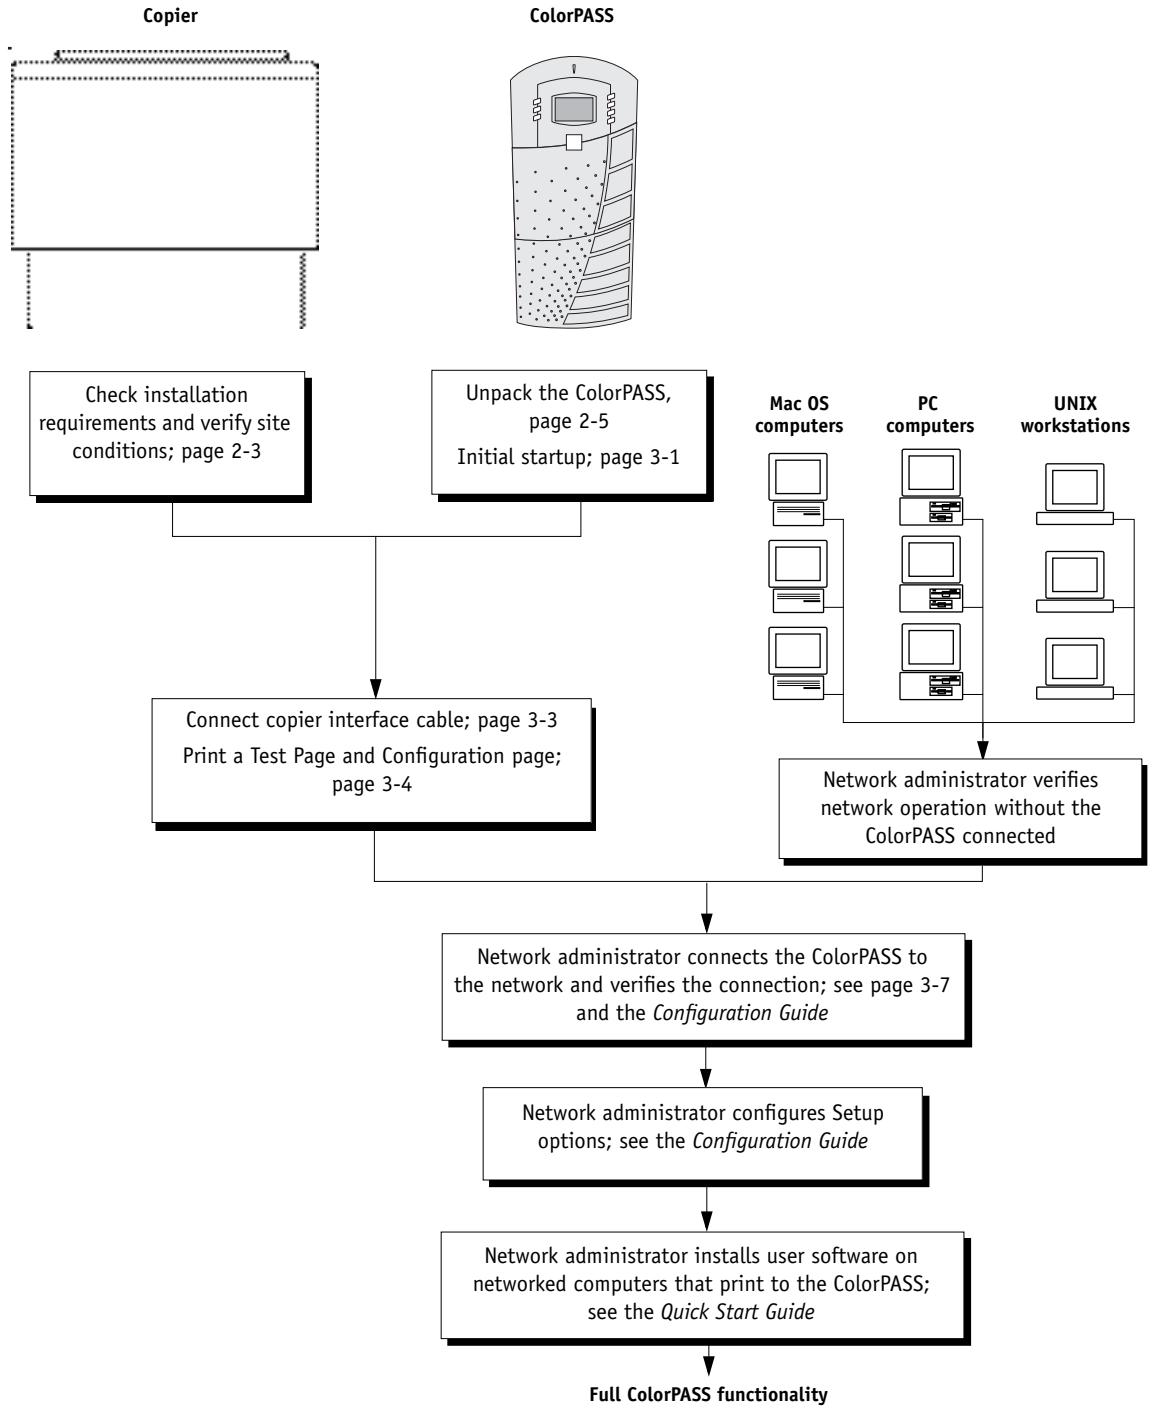 Copier
ColorPASS
Check installation
requirements and verify site
conditions; page 2-3
Unpack the ColorPASS,
page 2-5
Initial startup; page 3-1
Mac OS
computers
PC
computers
UNIX
workstations
Connect copier interface cable; page 3-3
Print a Test Page and Configuration page;
page 3-4
Network administrator verifies
network operation without the
ColorPASS connected
Network administrator connects the ColorPASS to
the network and verifies the connection; see page 3-7
and the Configuration Guide
Network administrator configures Setup
options; see the Configuration Guide
Network administrator installs user software on
networked computers that print to the ColorPASS;
see the Quick Start Guide
Full ColorPASS functionality